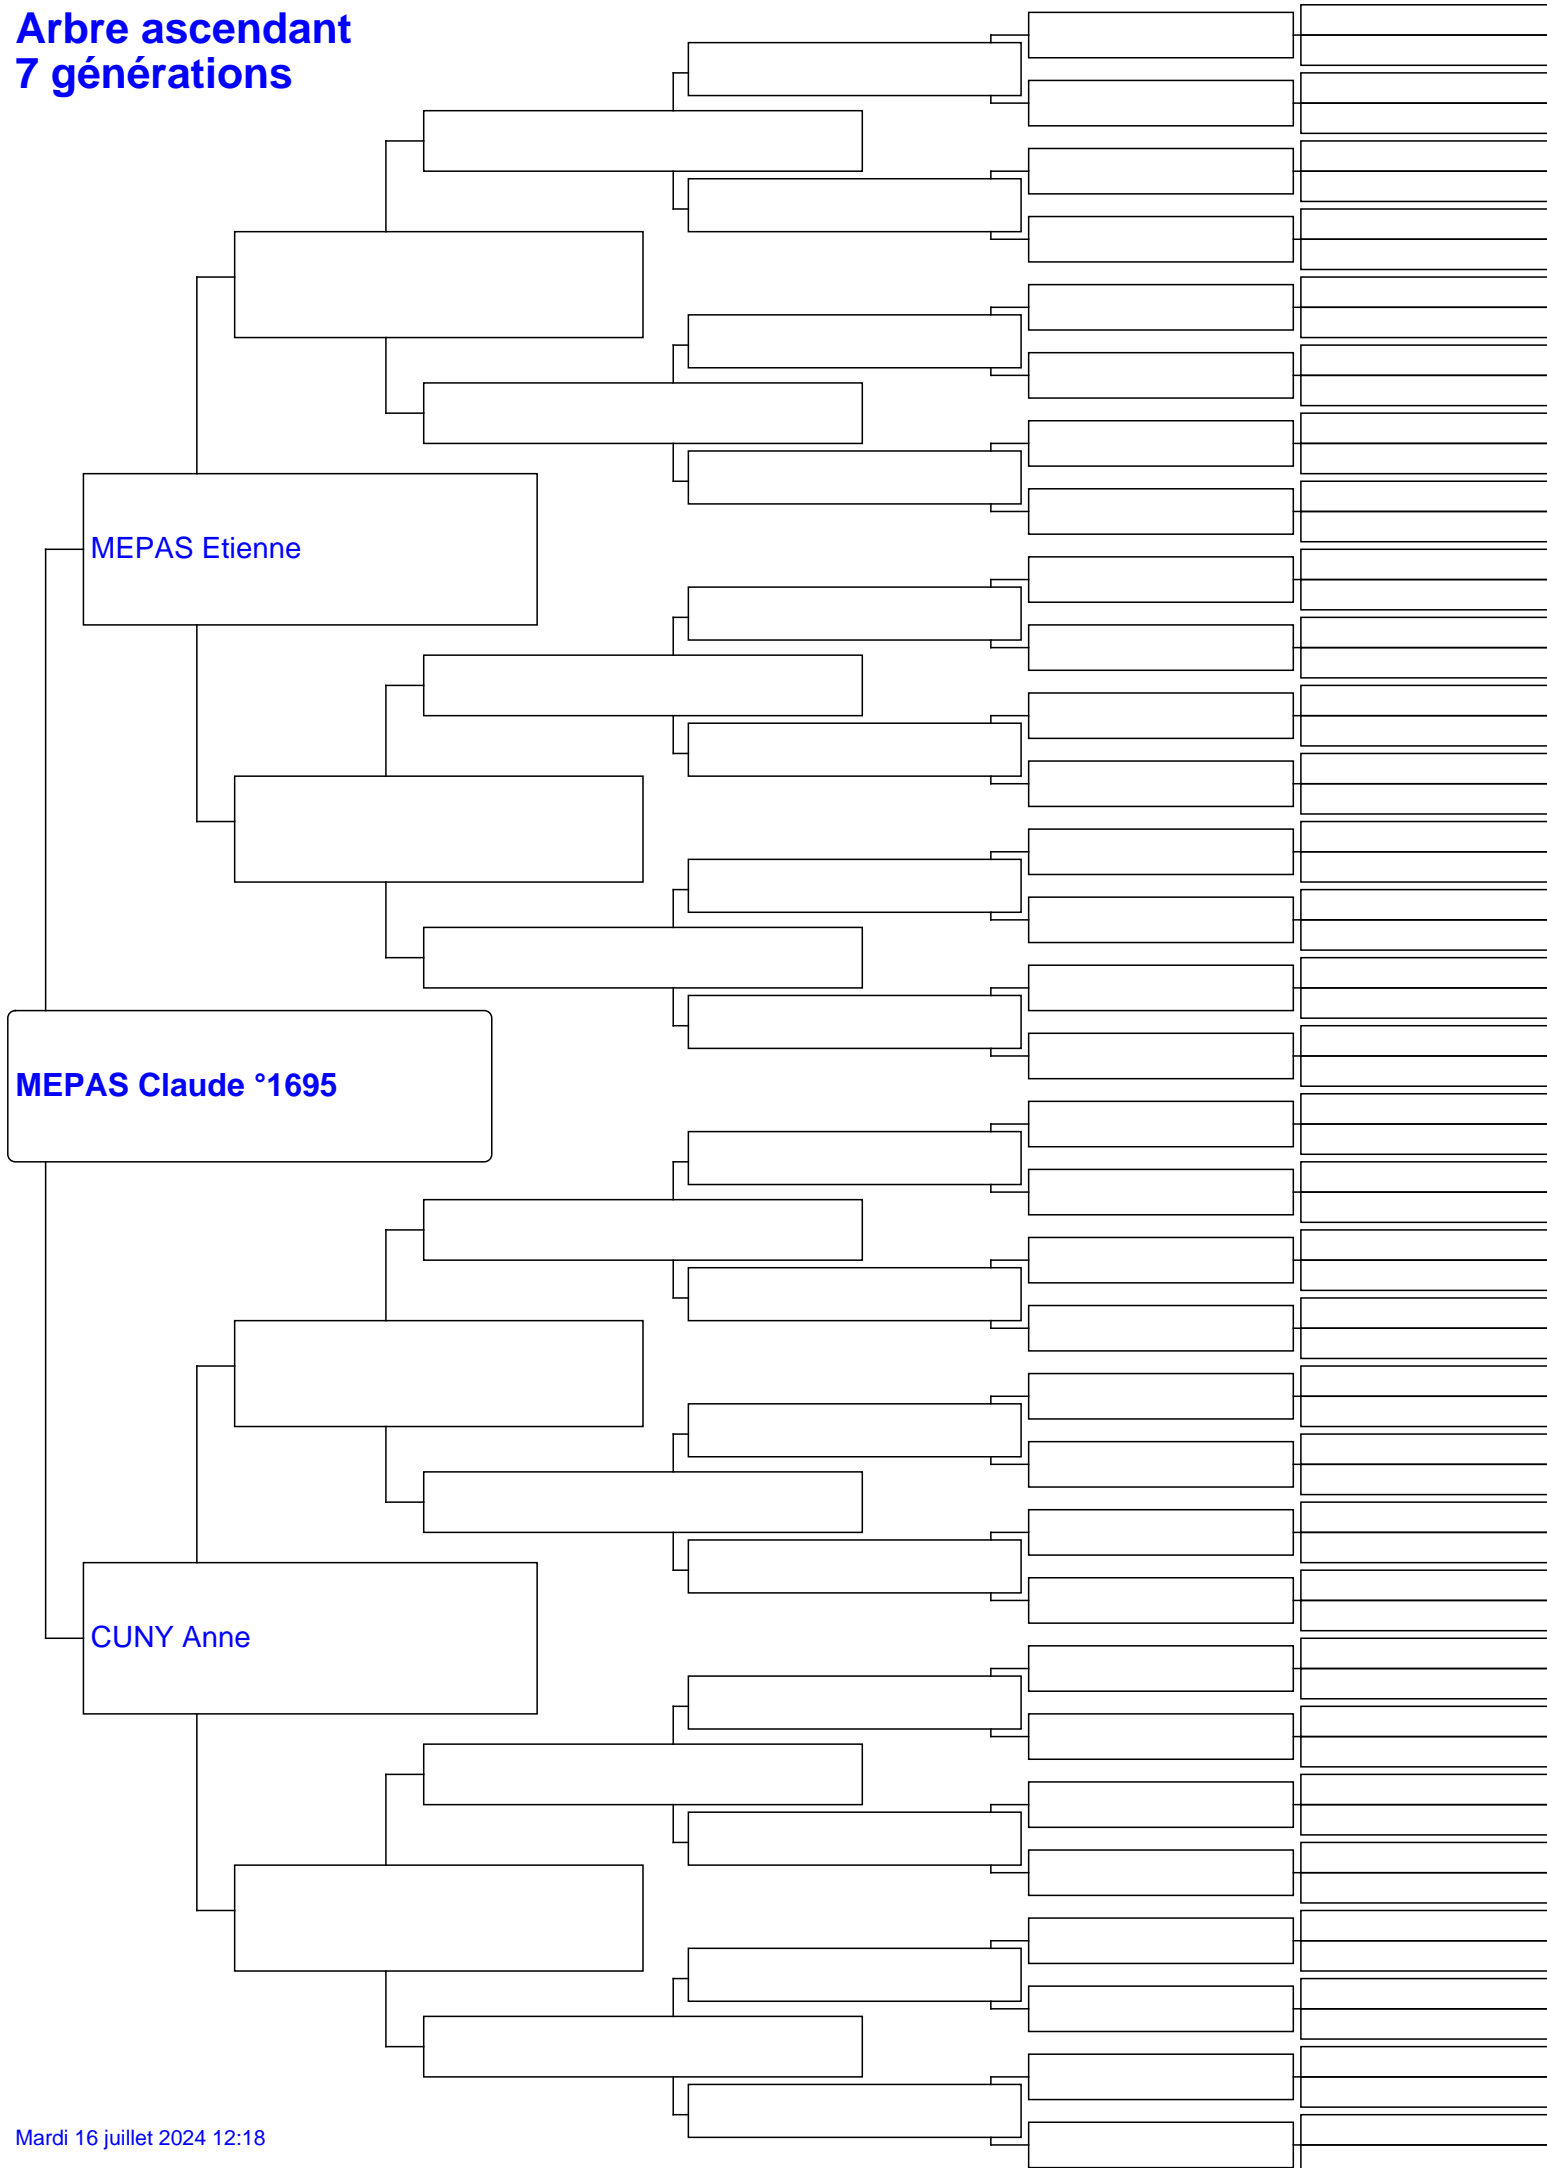 Arbre ascendant
7 générations
MEPAS Etienne
MEPAS Claude °1695
CUNY Anne
Mardi 16 juillet 2024 12:18